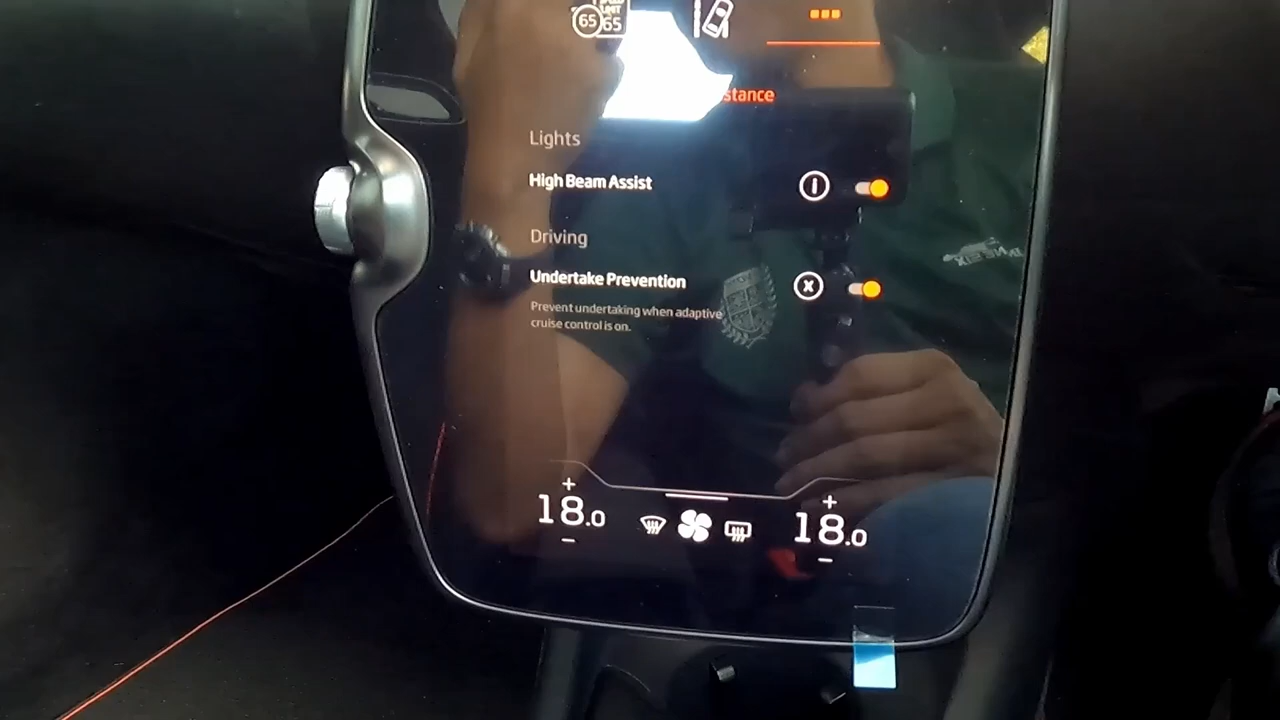 65
LIMIT
65
stance
Lights
High Beam Assist
Driving
Undertake Prevention
Prevent undertaking when adaptive
cruise control is on.
+ +
18.0 18.0
- -